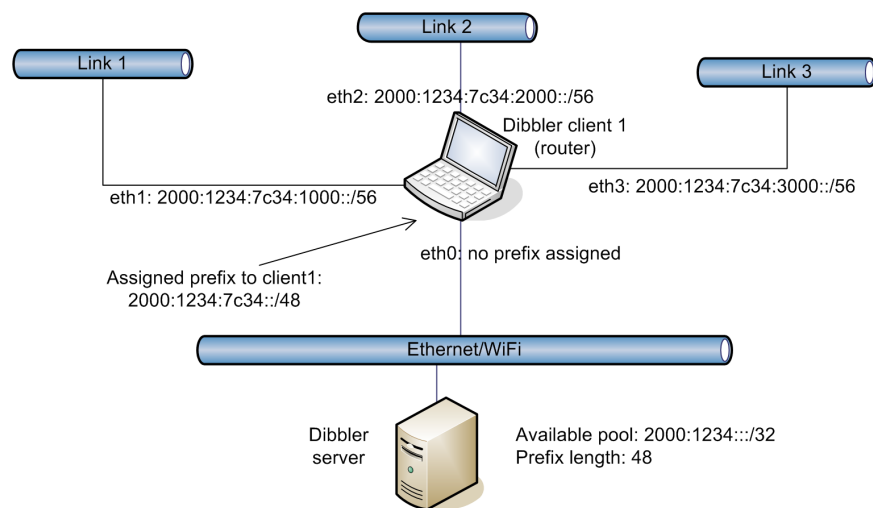 Link 2
Link 1
Link 3
eth2: 2000:1234:7c34:2000::/56
Dibbler client 1
(router)
eth1: 2000:1234:7c34:1000::/56
eth3: 2000:1234:7c34:3000::/56
eth0: no prefix assigned
Assigned prefix to client1:
2000:1234:7c34::/48
Ethernet/WiFi
Dibbler
server
Available pool: 2000:1234:::/32
Prefix length: 48